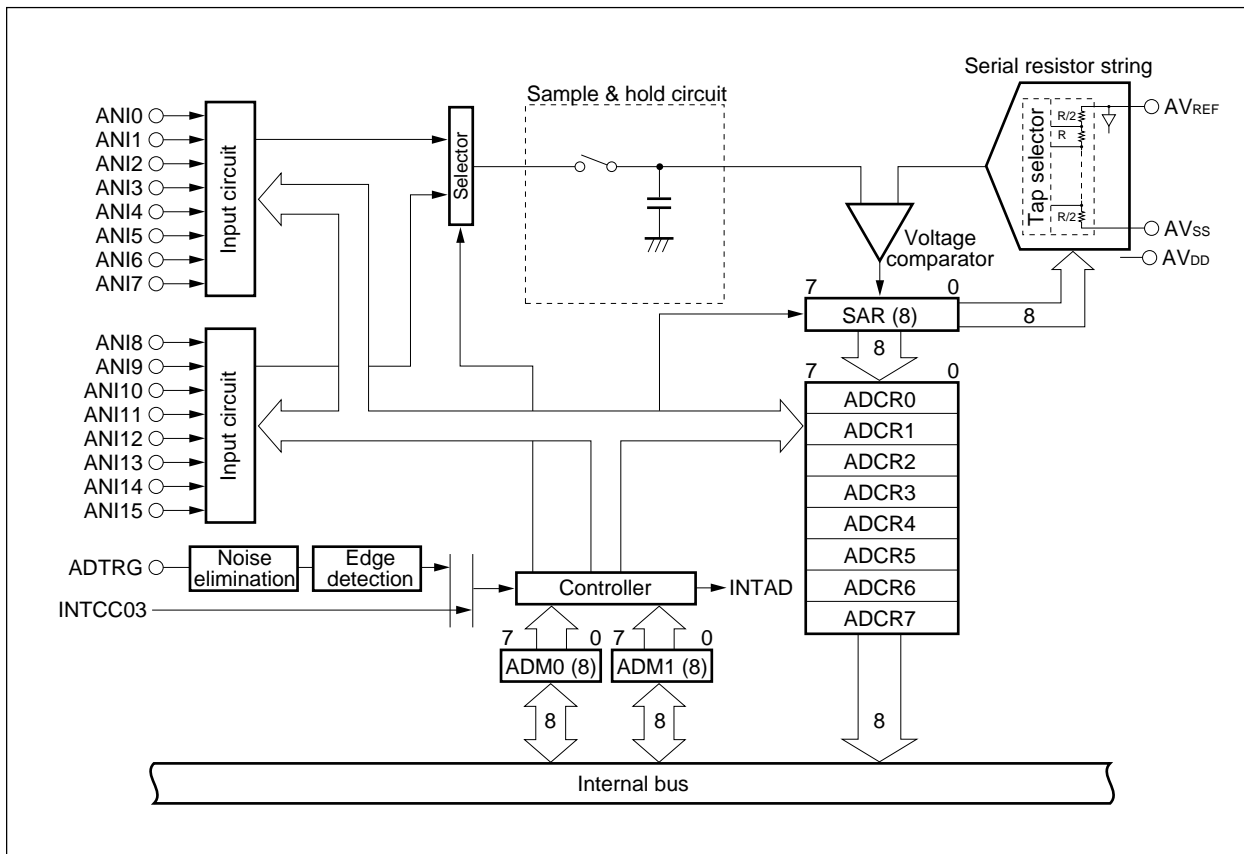 Serial resistor string
Sample & hold circuit
ANI0
ANI1
ANI2
ANI3
ANI4
ANI5
ANI6
ANI7
Input circuit
Selector
Tap selector
R/2
R
R/2
AVREF
AVSS
AVDD
Voltage
comparator
7 0
SAR (8)
8
8
ANI8
ANI9
ANI10
ANI11
ANI12
ANI13
ANI14
ANI15
Input circuit
7 0
ADCR0
ADCR1
ADCR2
ADCR3
ADCR4
ADCR5
ADCR6
ADCR7
ADTRG
Noise
elimination
Edge
detection
INTCC03
Controller
INTAD
7 0
ADM0 (8)
7 0
ADM1 (8)
8
8
8
Internal bus